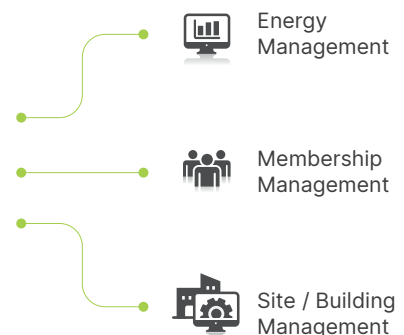 Energy
Management
Membership
Management
Site / Building
Management